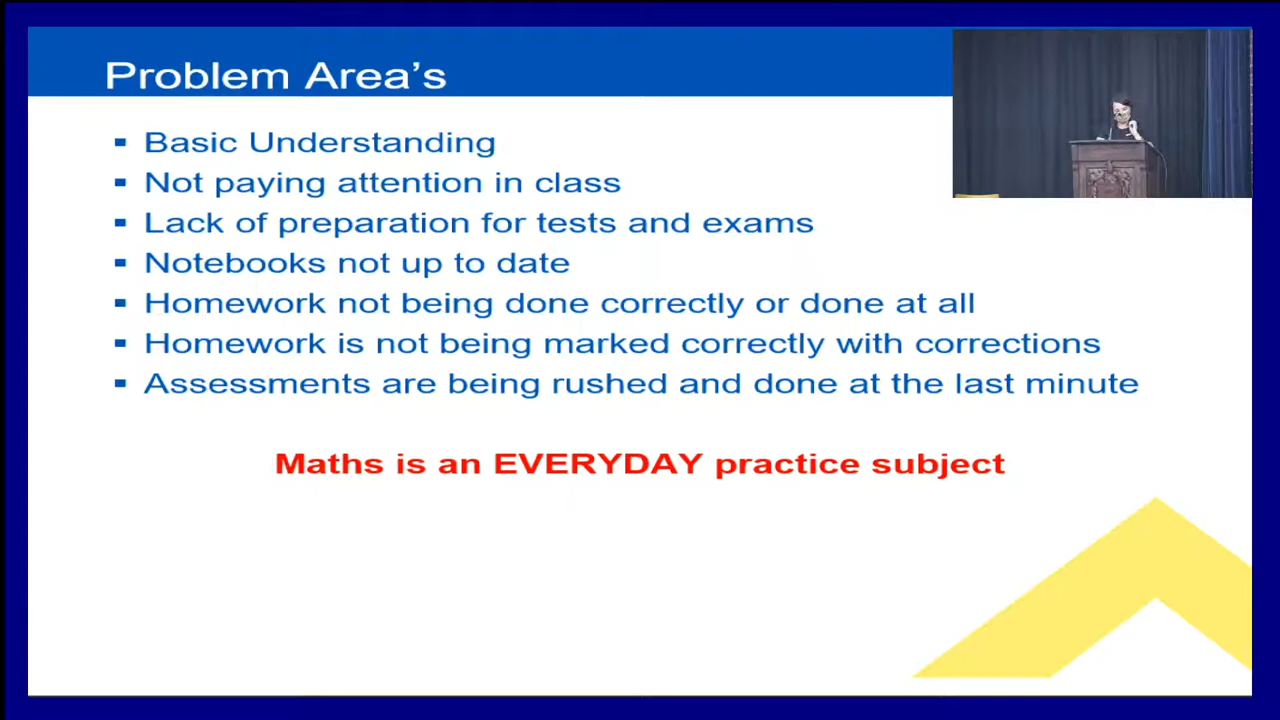 Problem Area’s
▪ Basic Understanding
▪ Not paying attention in class
▪ Lack of preparation for tests and exams
▪ Notebooks not up to date
▪ Homework not being done correctly or done at all
▪ Homework is not being marked correctly with corrections
▪ Assessments are being rushed and done at the last minute
Maths is an EVERYDAY practice subject